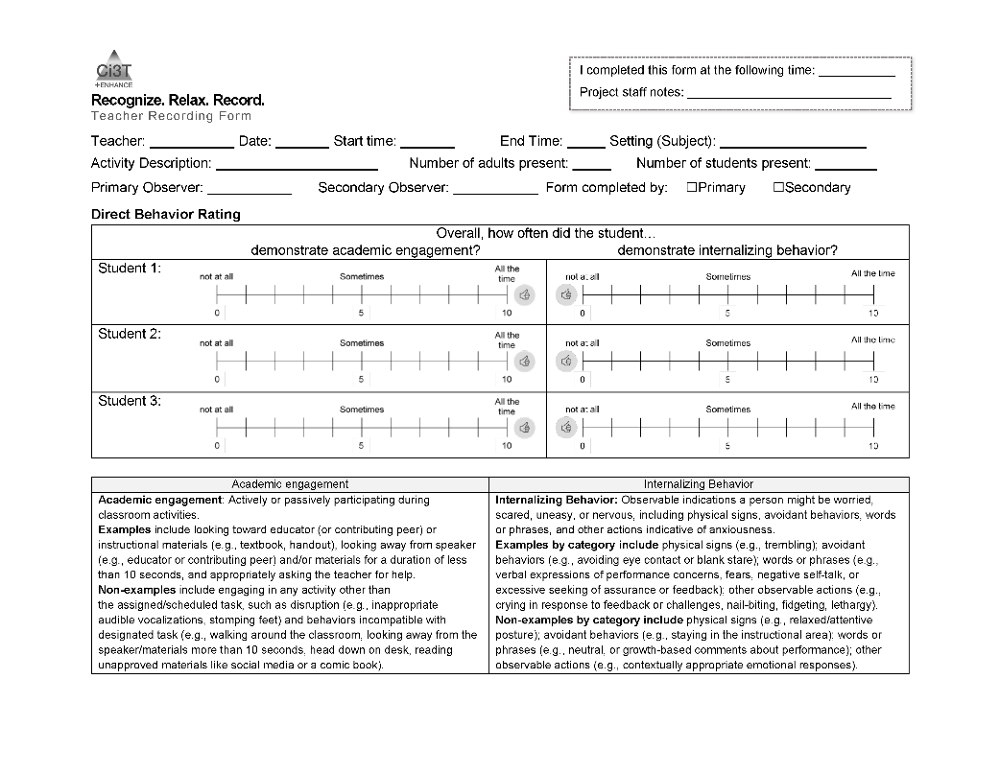 Ci3T
+ENHANCE
Recognize. Relax. Record.
Teacher Recording Form
I completed this form at the following time: __________
Project staff notes: ___________________________
Teacher: ___________ Date: _______ Start time: _______ End Time: _____ Setting (Subject): ___________________
Activity Description: _____________________ Number of adults present: _____ Number of students present: ________
Primary Observer: ___________ Secondary Observer: ___________ Form completed by: ☐Primary ☐Secondary
Direct Behavior Rating
Overall, how often did the student…
demonstrate academic engagement? demonstrate internalizing behavior?
Student 1:
not at all Sometimes All the time
0 5 10
not at all Sometimes All the time
0 5 10
Student 2:
not at all Sometimes All the time
0 5 10
not at all Sometimes All the time
0 5 10
Student 3:
not at all Sometimes All the time
0 5 10
not at all Sometimes All the time
0 5 10
Academic engagement
Academic engagement: Actively or passively participating during
classroom activities.
Examples include looking toward educator (or contributing peer) or
instructional materials (e.g., textbook, handout), looking away from speaker
(e.g., educator or contributing peer) and/or materials for a duration of less
than 10 seconds, and appropriately asking the teacher for help.
Non-examples include engaging in any activity other than
the assigned/scheduled task, such as disruption (e.g., inappropriate
audible vocalizations, stomping feet) and behaviors incompatible with
designated task (e.g., walking around the classroom, looking away from the
speaker/materials more than 10 seconds, head down on desk, reading
unapproved materials like social media or a comic book).
Internalizing Behavior
Internalizing Behavior: Observable indications a person might be worried,
scared, uneasy, or nervous, including physical signs, avoidant behaviors, words
or phrases, and other actions indicative of anxiousness.
Examples by category include physical signs (e.g., trembling); avoidant
behaviors (e.g., avoiding eye contact or blank stare); words or phrases (e.g.,
verbal expressions of performance concerns, fears, negative self-talk, or
excessive seeking of assurance or feedback); other observable actions (e.g.,
crying in response to feedback or challenges, nail-biting, fidgeting, lethargy).
Non-examples by category include physical signs (e.g., relaxed/attentive
posture); avoidant behaviors (e.g., staying in the instructional area); words or
phrases (e.g., neutral, or growth-based comments about performance); other
observable actions (e.g., contextually appropriate emotional responses).